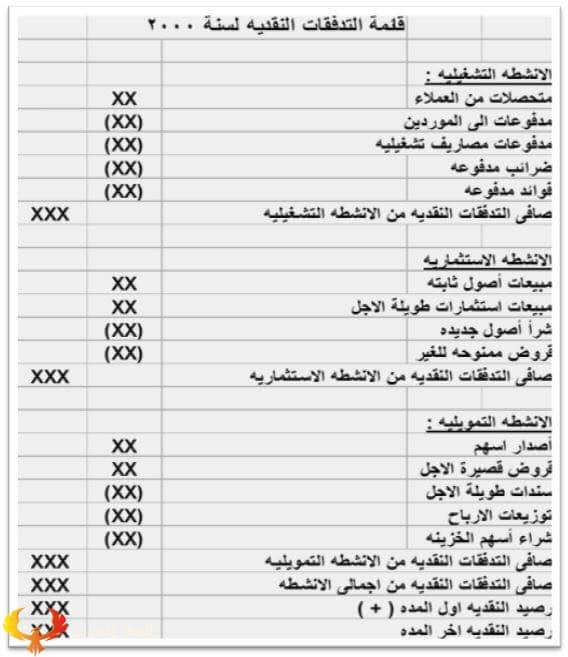 قائمة التدفقات النقديه لسنة ٢٠٠٠
الانشطه التشغيليه :
متحصلات من العملاء XX
مدفوعات الى الموردين (XX)
مدفوعات مصاريف تشغيليه (XX)
ضرائب مدفوعه (XX)
فوائد مدفوعه (XX)
صافى التدفقات النقديه من الانشطه التشغيليه XXX
الانشطه الاستثماريه
مبيعات أصول ثابته XX
مبيعات استثمارات طويلة الاجل XX
شرأ أصول جديده (XX)
قروض ممنوحه للغير (XX)
صافى التدفقات النقديه من الانشطه الاستثماريه XXX
الانشطه التمويليه :
أصدار اسهم XX
قروض قصيرة الاجل XX
سندات طويلة الاجل (XX)
توزيعات الارباح (XX)
شراء أسهم الخزينه (XX)
صافى التدفقات النقديه من الانشطه التمويليه XXX
صافى التدفقات النقديه من اجمالى الانشطه XXX
رصيد النقديه اول المده ( + ) XXX
رصيد النقديه اخر المده XXX